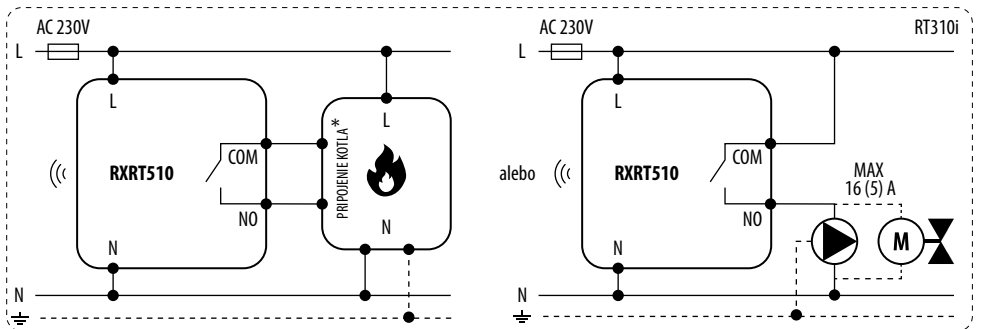 AC 230V
L
L
RXRT510
COM
NO
N
PRIPOJENIE KOTLA*
L
N
N
alebo
AC 230V
RT310i
L
L
RXRT510
COM
NO
N
MAX
16 (5) A
M
N